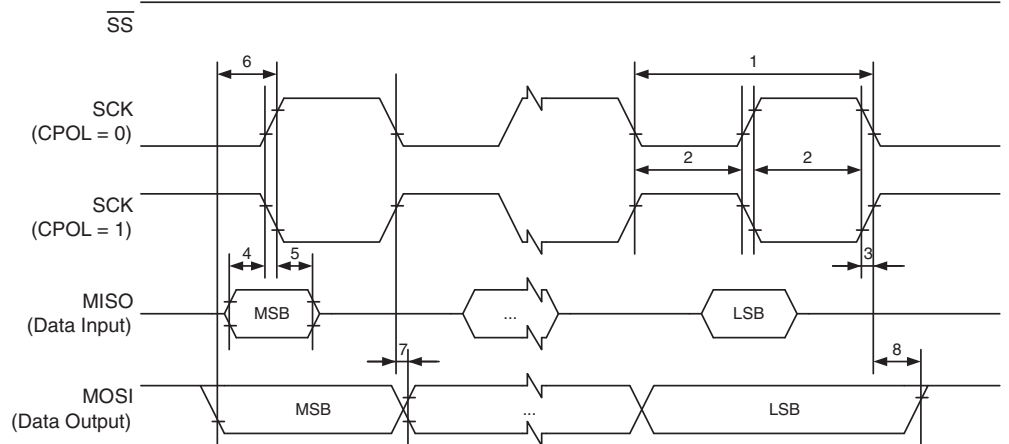 SS
6
1
SCK
(CPOL = 0)
2
2
SCK
(CPOL = 1)
4
5
3
MISO
(Data Input)
MSB
...
LSB
7
8
MOSI
(Data Output)
MSB
...
LSB